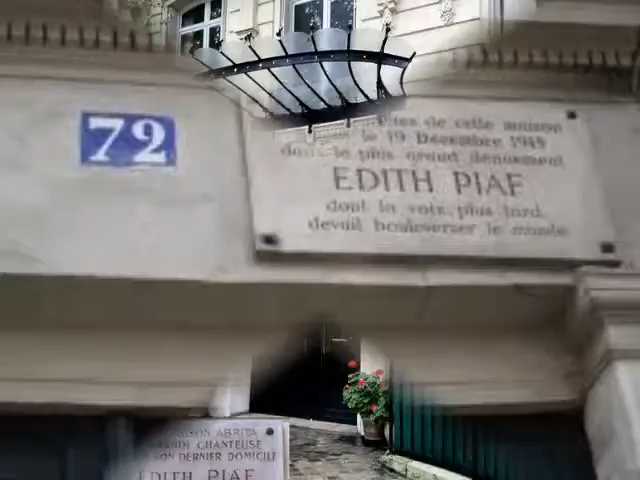 72
de cette maison
le 19 Décembre 1915
dans le plus grand dénuement
EDITH PIAF
dont la voix, plus tard,
devait bouleverser le monde
ABRITA
CHANTEUSE
SON DERNIER DOMICILE
EDITH PIAF